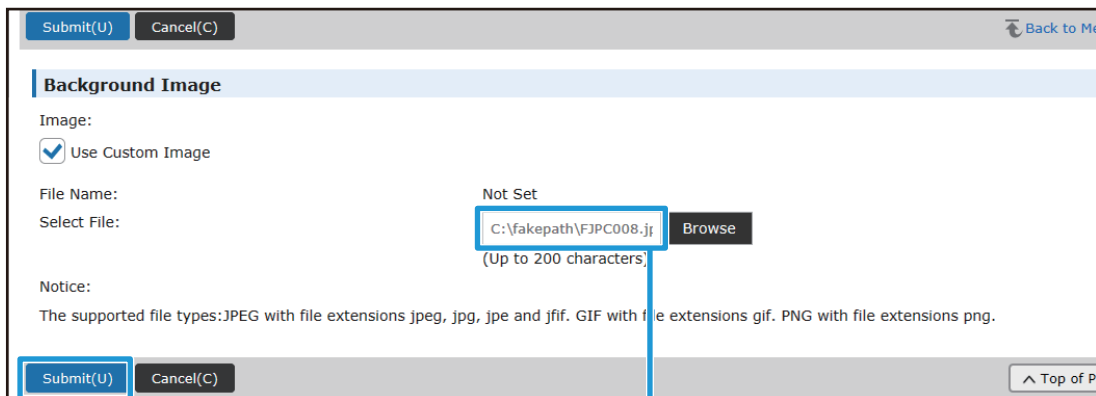 Submit(U) Cancel(C) Back to Me
Background Image
Image:
Use Custom Image
File Name: Not Set
Select File: C:\fakepath\FJPC008.jp Browse
(Up to 200 characters)
Notice:
The supported file types:JPEG with file extensions jpeg, jpg, jpe and jfif. GIF with file extensions gif. PNG with file extensions png.
Submit(U) Cancel(C) Top of P